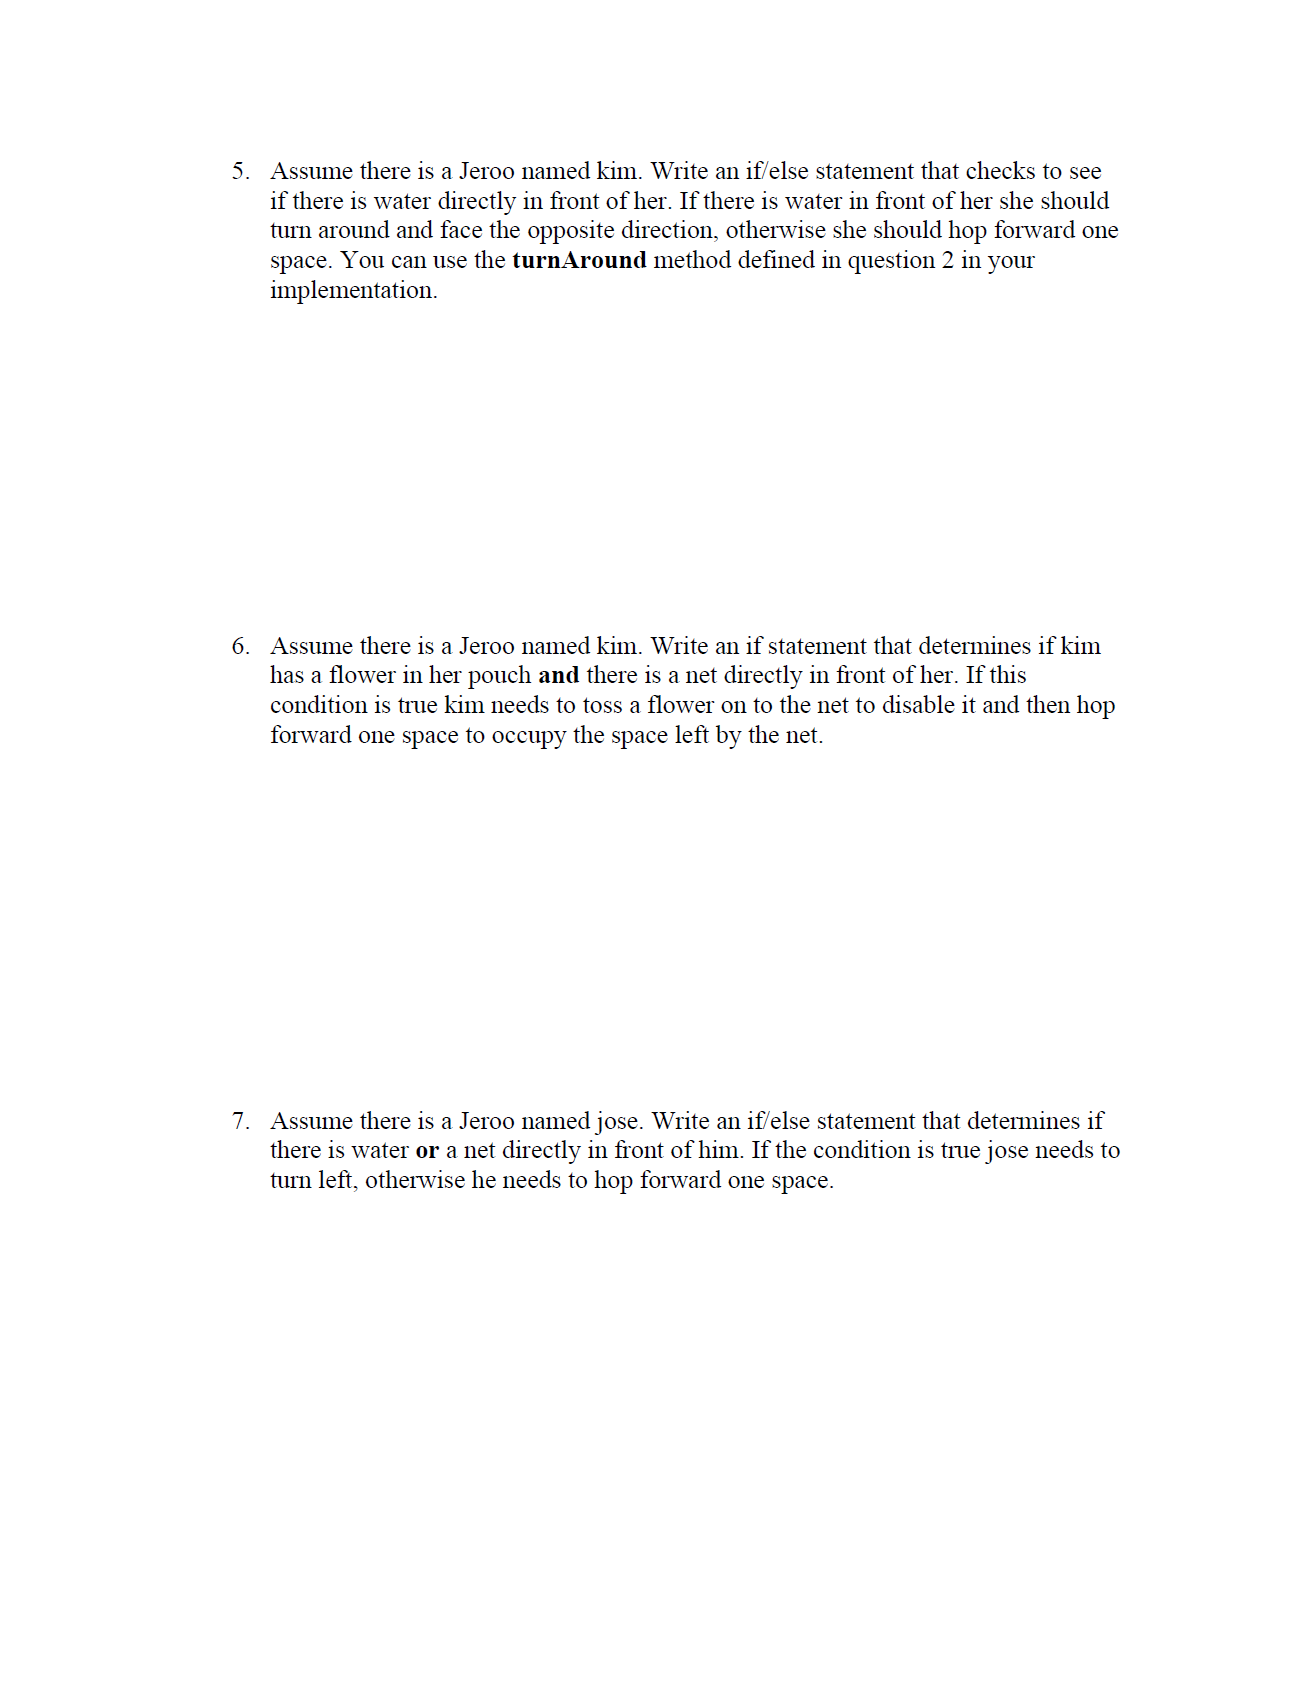 5. Assume there is a Jeroo named kim. Write an if/else statement that checks to see
if there is water directly in front of her. If there is water in front of her she should
turn around and face the opposite direction, otherwise she should hop forward one
space. You can use the turnAround method defined in question 2 in your
implementation.
6. Assume there is a Jeroo named kim. Write an if statement that determines if kim
has a flower in her pouch and there is a net directly in front of her. If this
condition is true kim needs to toss a flower on to the net to disable it and then hop
forward one space to occupy the space left by the net.
7. Assume there is a Jeroo named jose. Write an if/else statement that determines if
there is water or a net directly in front of him. If the condition is true jose needs to
turn left, otherwise he needs to hop forward one space.